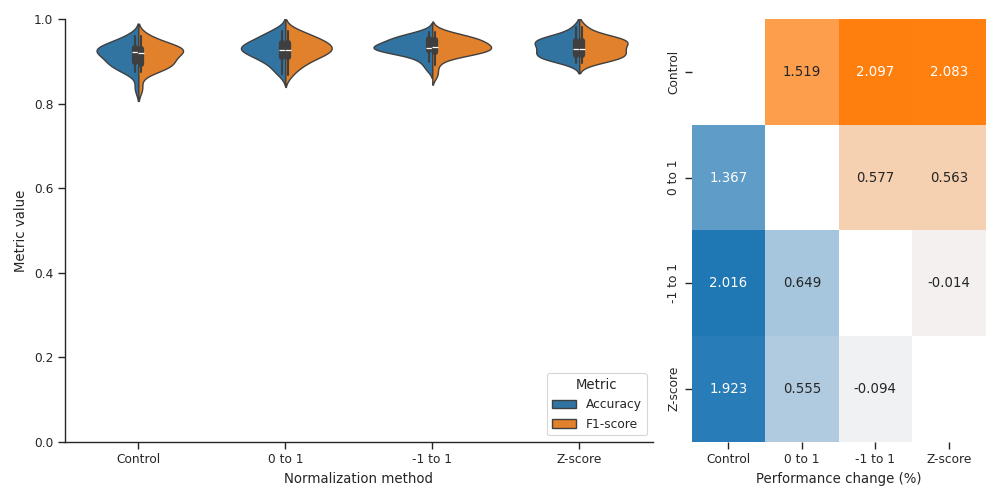 1.0
0.8
0.6
0.4
0.2
0.0
Metric value
Control
0 to 1
-1 to 1
Z-score
Normalization method
Metric
Accuracy
F1-score
Control
0 to 1
-1 to 1
Z-score
1.519 2.097 2.083
1.367 0.577 0.563
2.016 0.649 -0.014
1.923 0.555 -0.094
Control
0 to 1
-1 to 1
Z-score
Performance change (%)